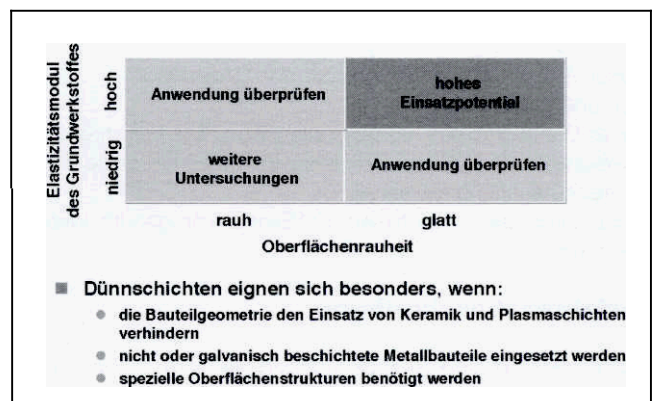 Elastizitätsmodul
des Grundwerkstoffes
hoch
Anwendung überprüfen
hohes
Einsatzpotential
niedrig
weitere
Untersuchungen
Anwendung überprüfen
rauh
glatt
Oberflächenrauheit
Dünnschichten eignen sich besonders, wenn:
die Bauteilgeometrie den Einsatz von Keramik und Plasmaschichten
verhindern
nicht oder galvanisch beschichtete Metallbauteile eingesetzt werden
spezielle Oberflächenstrukturen benötigt werden